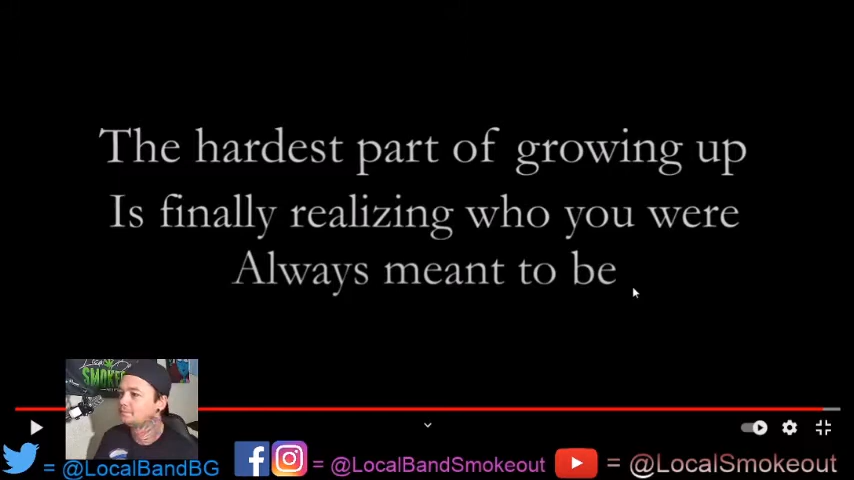 The hardest part of growing up
Is finally realizing who you were
Always meant to be
= @LocalBandBG
= @LocalBandSmokeout
= @LocalSmokeout